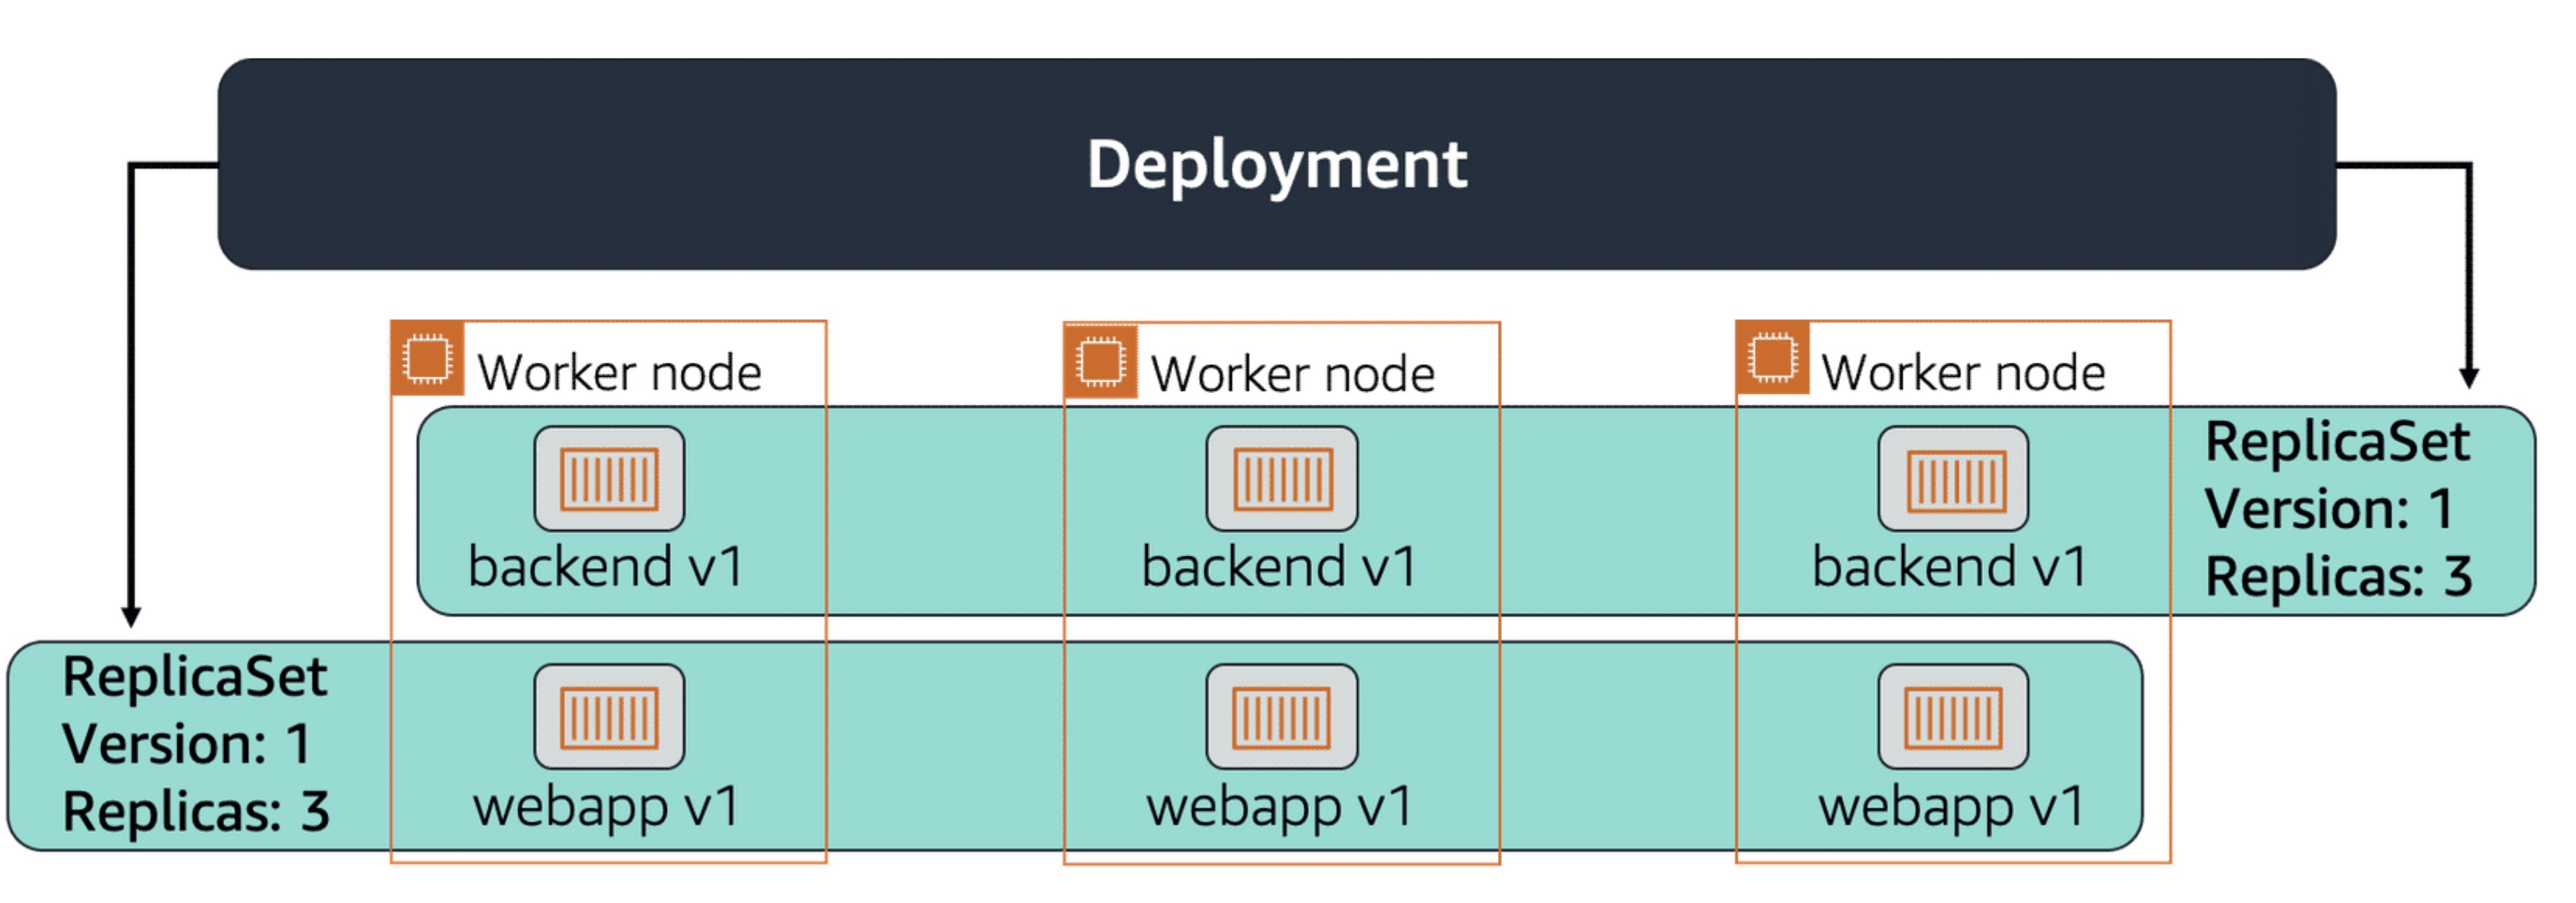 Deployment
Worker node
Worker node
Worker node
backend v1
backend v1
backend v1
ReplicaSet
Version: 1
Replicas: 3
ReplicaSet
Version: 1
Replicas: 3
webapp v1
webapp v1
webapp v1